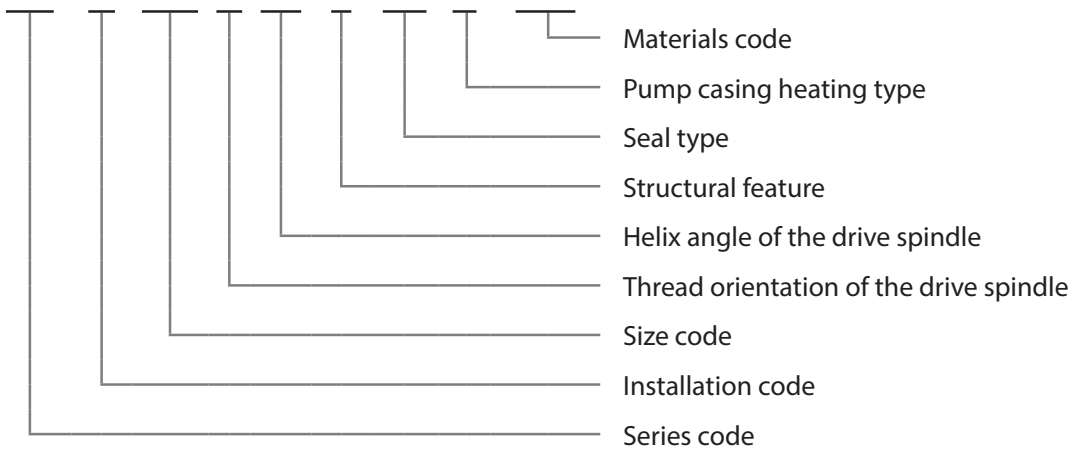 Materials code
Pump casing heating type
Seal type
Structural feature
Helix angle of the drive spindle
Thread orientation of the drive spindle
Size code
Installation code
Series code